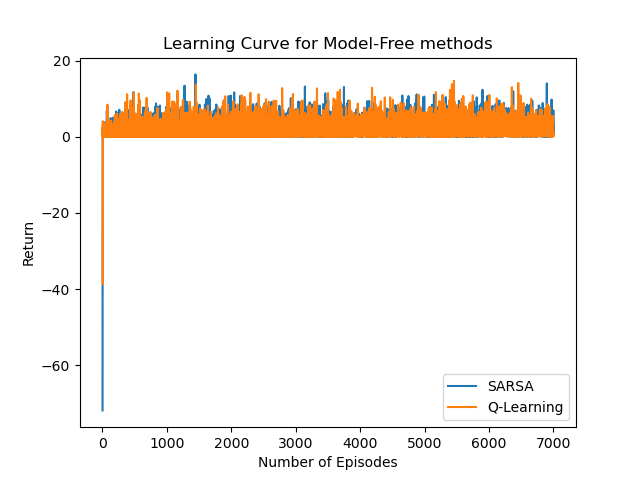 Learning Curve for Model-Free methods
20
0
−20
−40
−60
Return
0 1000 2000 3000 4000 5000 6000 7000
Number of Episodes
SARSA
Q-Learning